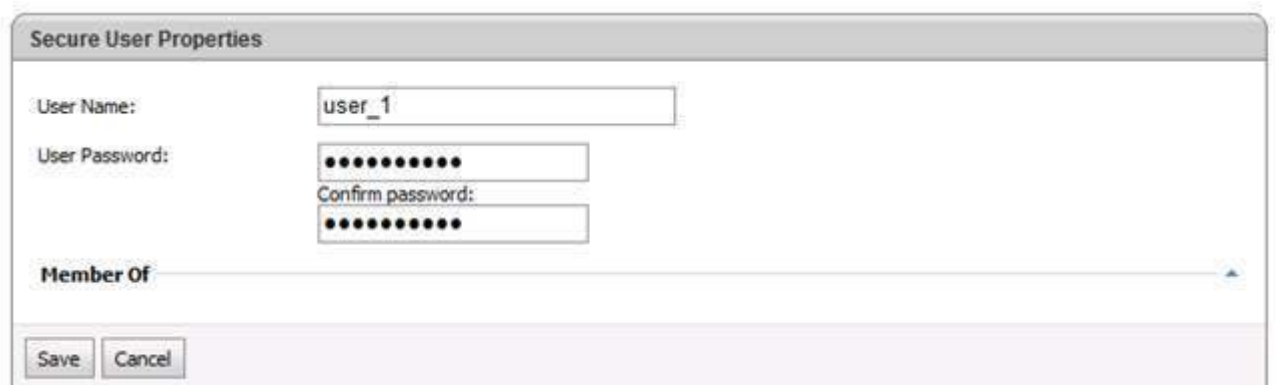 Secure User Properties
User Name: user_1
User Password: ●●●●●●●●●●
Confirm password:
●●●●●●●●●●
Member Of
Save Cancel